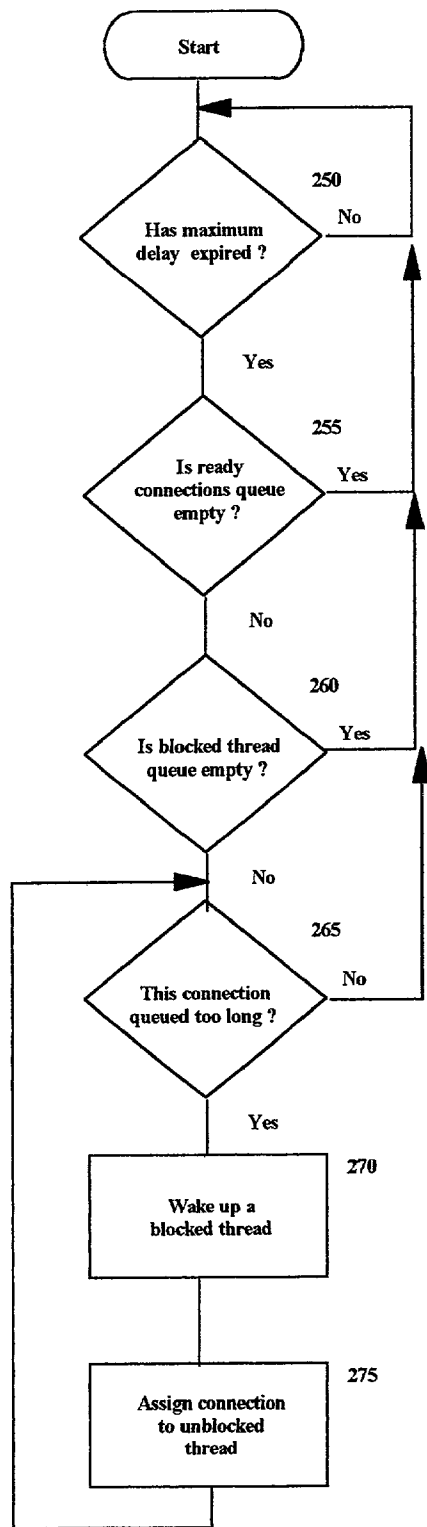 Start
250
No
Has maximum
delay expired ?
Yes
255
Is ready
connections queue
empty ?
Yes
No
260
Is blocked thread
queue empty ?
Yes
No
265
This connection
queued too long ?
No
Yes
270
Wake up a
blocked thread
275
Assign connection
to unblocked
thread